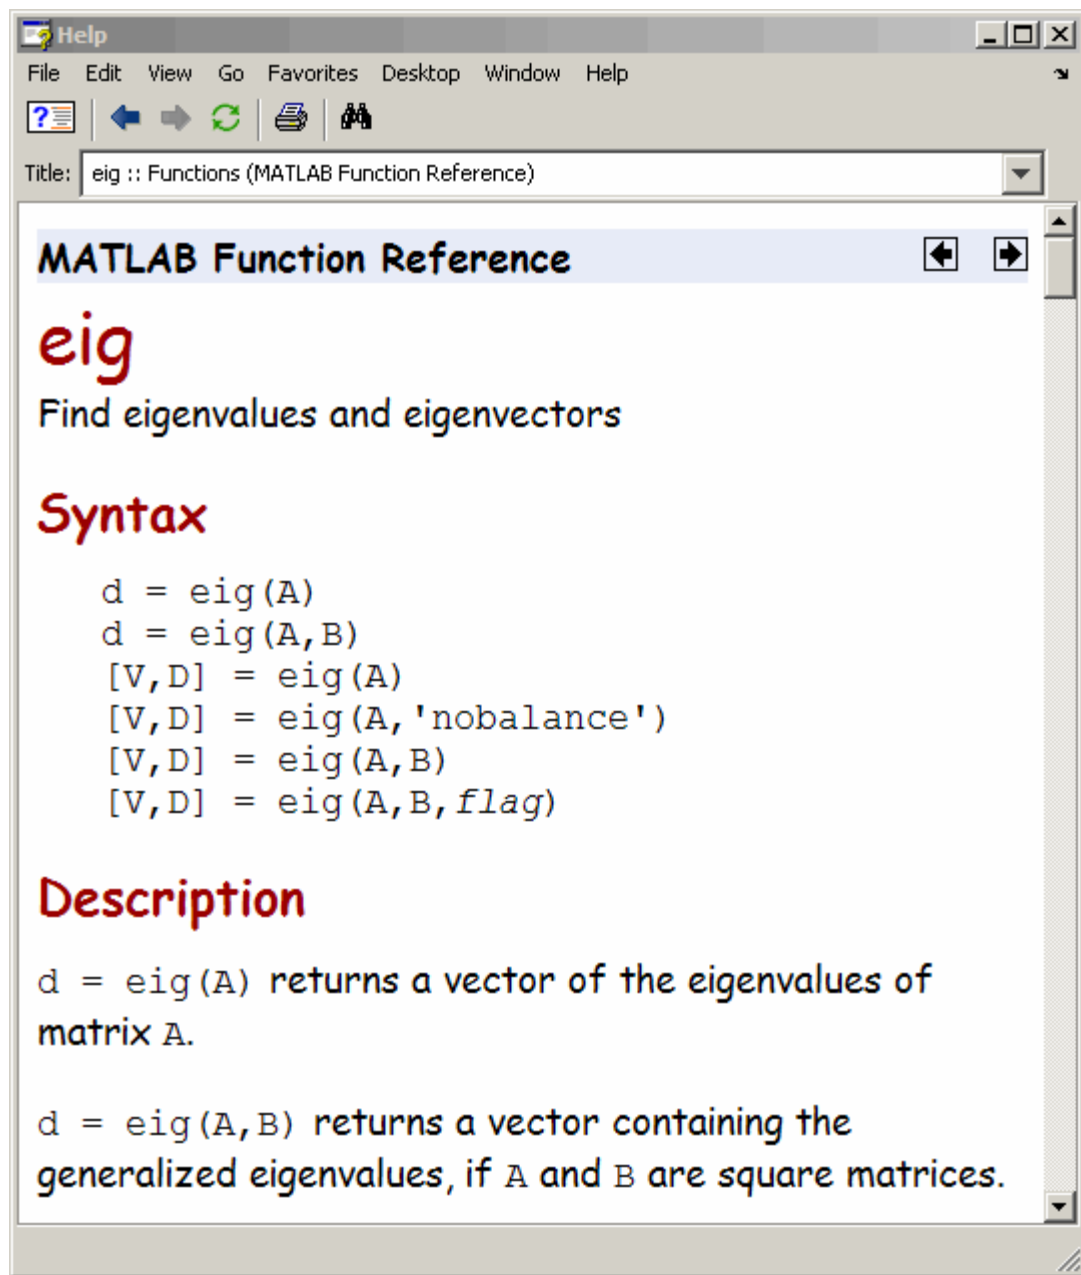 Help
File Edit View Go Favorites Desktop Window Help
?
Title: eig :: Functions (MATLAB Function Reference)
MATLAB Function Reference
eig
Find eigenvalues and eigenvectors
Syntax
d = eig(A)
d = eig(A,B)
[V,D] = eig(A)
[V,D] = eig(A,'nobalance')
[V,D] = eig(A,B)
[V,D] = eig(A,B,flag)
Description
d = eig(A) returns a vector of the eigenvalues of
matrix A.
d = eig(A,B) returns a vector containing the
generalized eigenvalues, if A and B are square matrices.